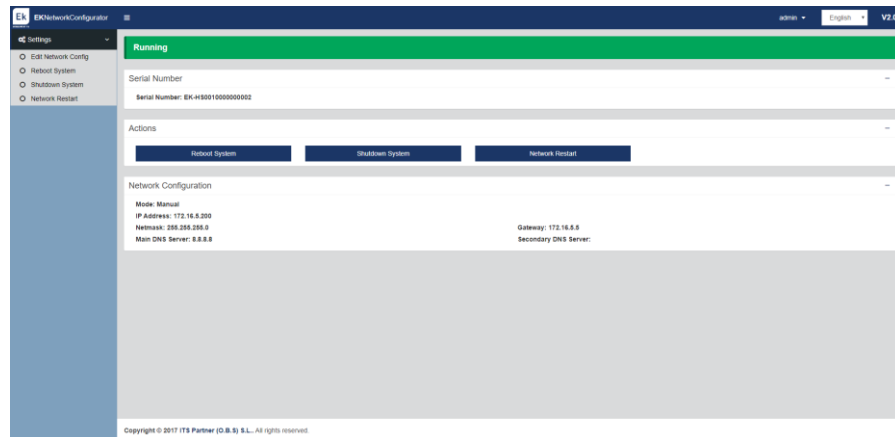 Ek EKNetworkConfigurator admin English V2.0
Settings
Edit Network Config
Reboot System
Shutdown System
Network Restart
Running
Serial Number
Serial Number: EK-HS0010000000002
Actions
Reboot System Shutdown System Network Restart
Network Configuration
Mode: Manual
IP Address: 172.16.5.200
Netmask: 255.255.255.0 Gateway: 172.16.5.5
Main DNS Server: 8.8.8.8 Secondary DNS Server:
Copyright © 2017 ITS Partner (O.B.S) S.L.. All rights reserved.